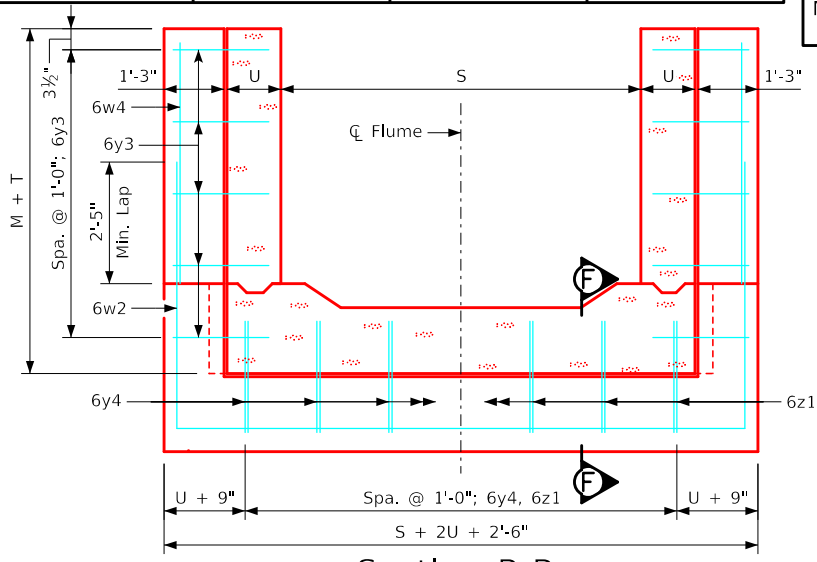 1'-3"
U
S
U
1'-3"
3½"
6w4
6y3
℄ Flume
M + T
Spa. @ 1'-0"; 6y3
2'-5"
Min. Lap
F
6w2
6y4
6z1
F
U + 9"
Spa. @ 1'-0"; 6y4, 6z1
U + 9"
S + 2U + 2'-6"